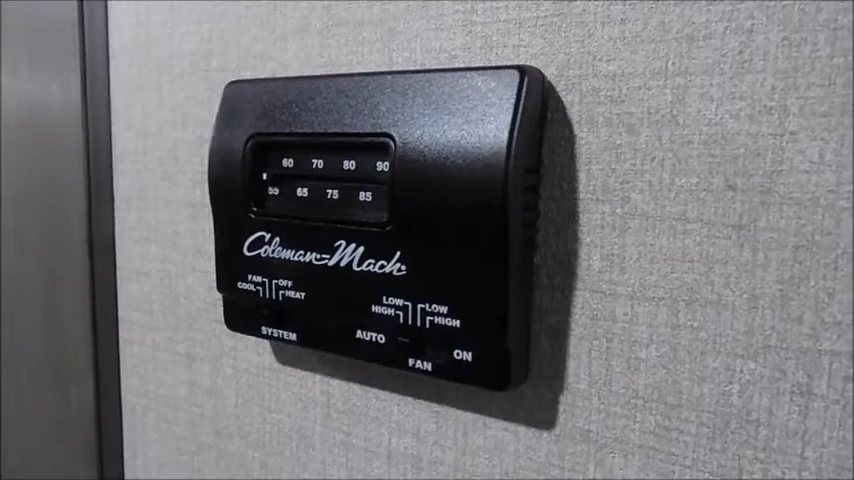 60 70 80 90
55 65 75 85
Coleman-Mach
FAN OFF
COOL HEAT
LOW LOW
HIGH HIGH
SYSTEM
AUTO ON
FAN